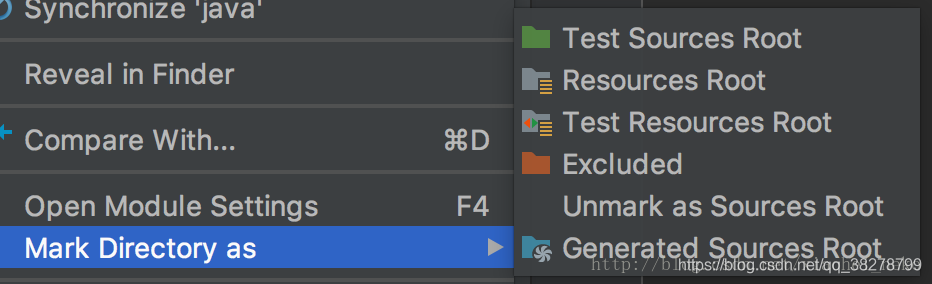 Synchronize 'java'
Reveal in Finder
Compare With... ⌘D
Open Module Settings F4
Mark Directory as
Test Sources Root
Resources Root
Test Resources Root
Excluded
Unmark as Sources Root
Generated Sources Root
https://blog.csdn.net/qq_38278799